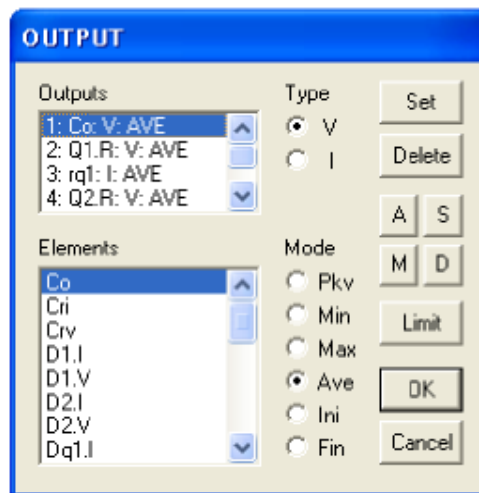 OUTPUT
Outputs
1: Co: V: AVE
2: Q1.R: V: AVE
3: rq1: I: AVE
4: Q2.R: V: AVE
Type
V
I
Set
Delete
A S
M D
Limit
OK
Cancel
Elements
Co
Cri
Crv
D1.I
D1.V
D2.I
D2.V
Dq1.I
Mode
Pkv
Min
Max
Ave
Ini
Fin